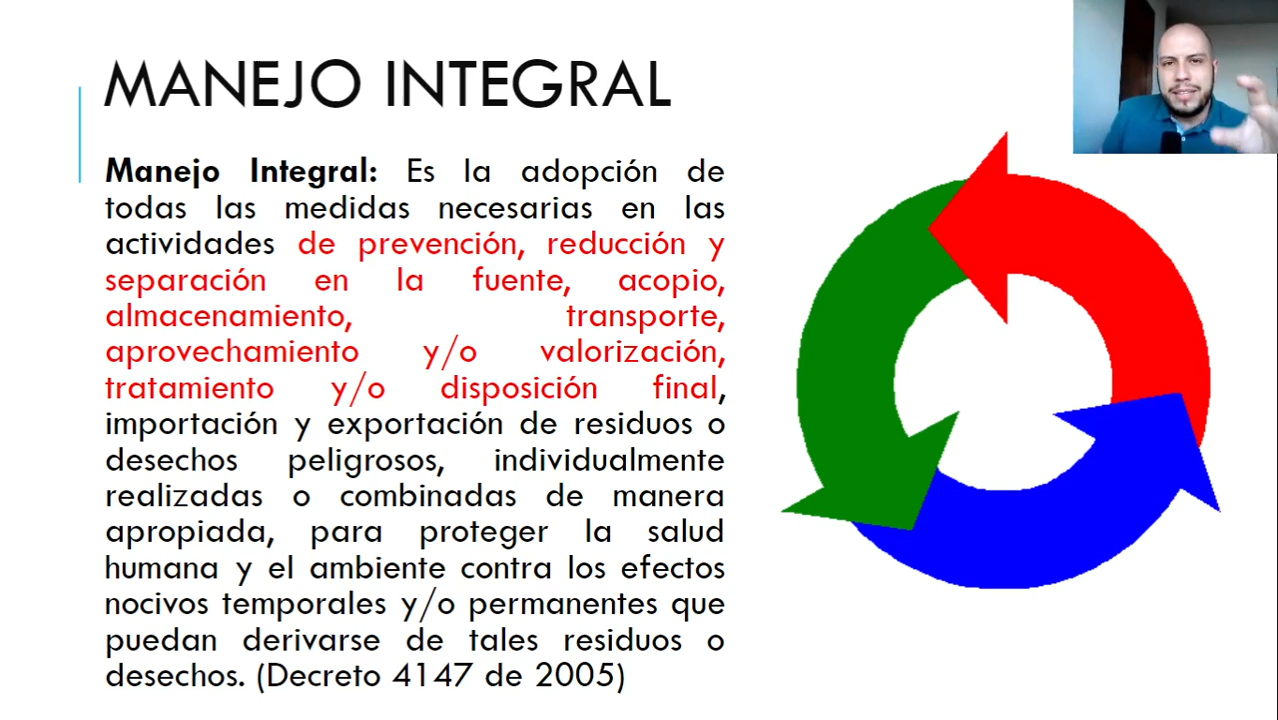 MANEJO INTEGRAL
Manejo Integral: Es la adopción de
todas las medidas necesarias en las
actividades de prevención, reducción y
separación en la fuente, acopio,
almacenamiento, transporte,
aprovechamiento y/o valorización,
tratamiento y/o disposición final,
importación y exportación de residuos o
desechos peligrosos, individualmente
realizadas o combinadas de manera
apropiada, para proteger la salud
humana y el ambiente contra los efectos
nocivos temporales y/o permanentes que
puedan derivarse de tales residuos o
desechos. (Decreto 4147 de 2005)